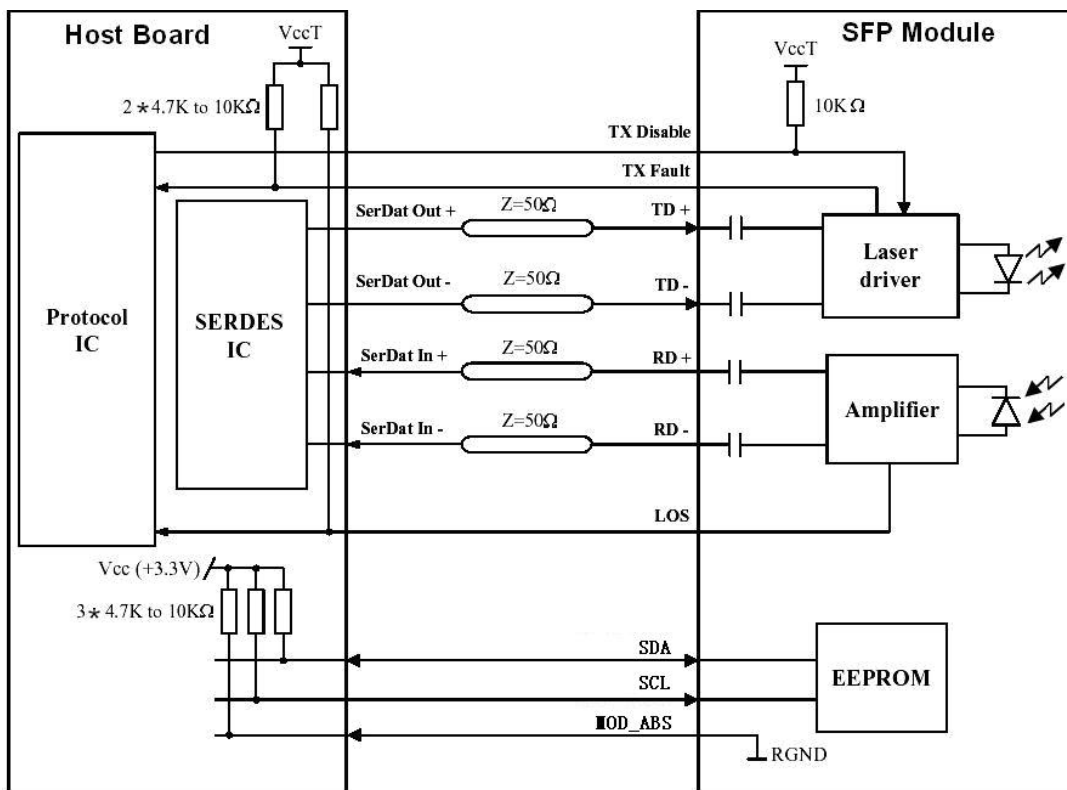 Host Board
SFP Module
VccT
VccT
2*4.7K to 10KΩ
10KΩ
TX Disable
TX Fault
SerDat Out +
Z=50Ω
TD +
Laser
driver
SerDat Out -
Z=50Ω
TD -
Protocol
IC
SERDES
IC
SerDat In +
Z=50Ω
RD +
Amplifier
SerDat In -
Z=50Ω
RD -
LOS
Vcc (+3.3V)
3*4.7K to 10KΩ
SDA
SCL
EEPROM
MOD_ABS
RGND